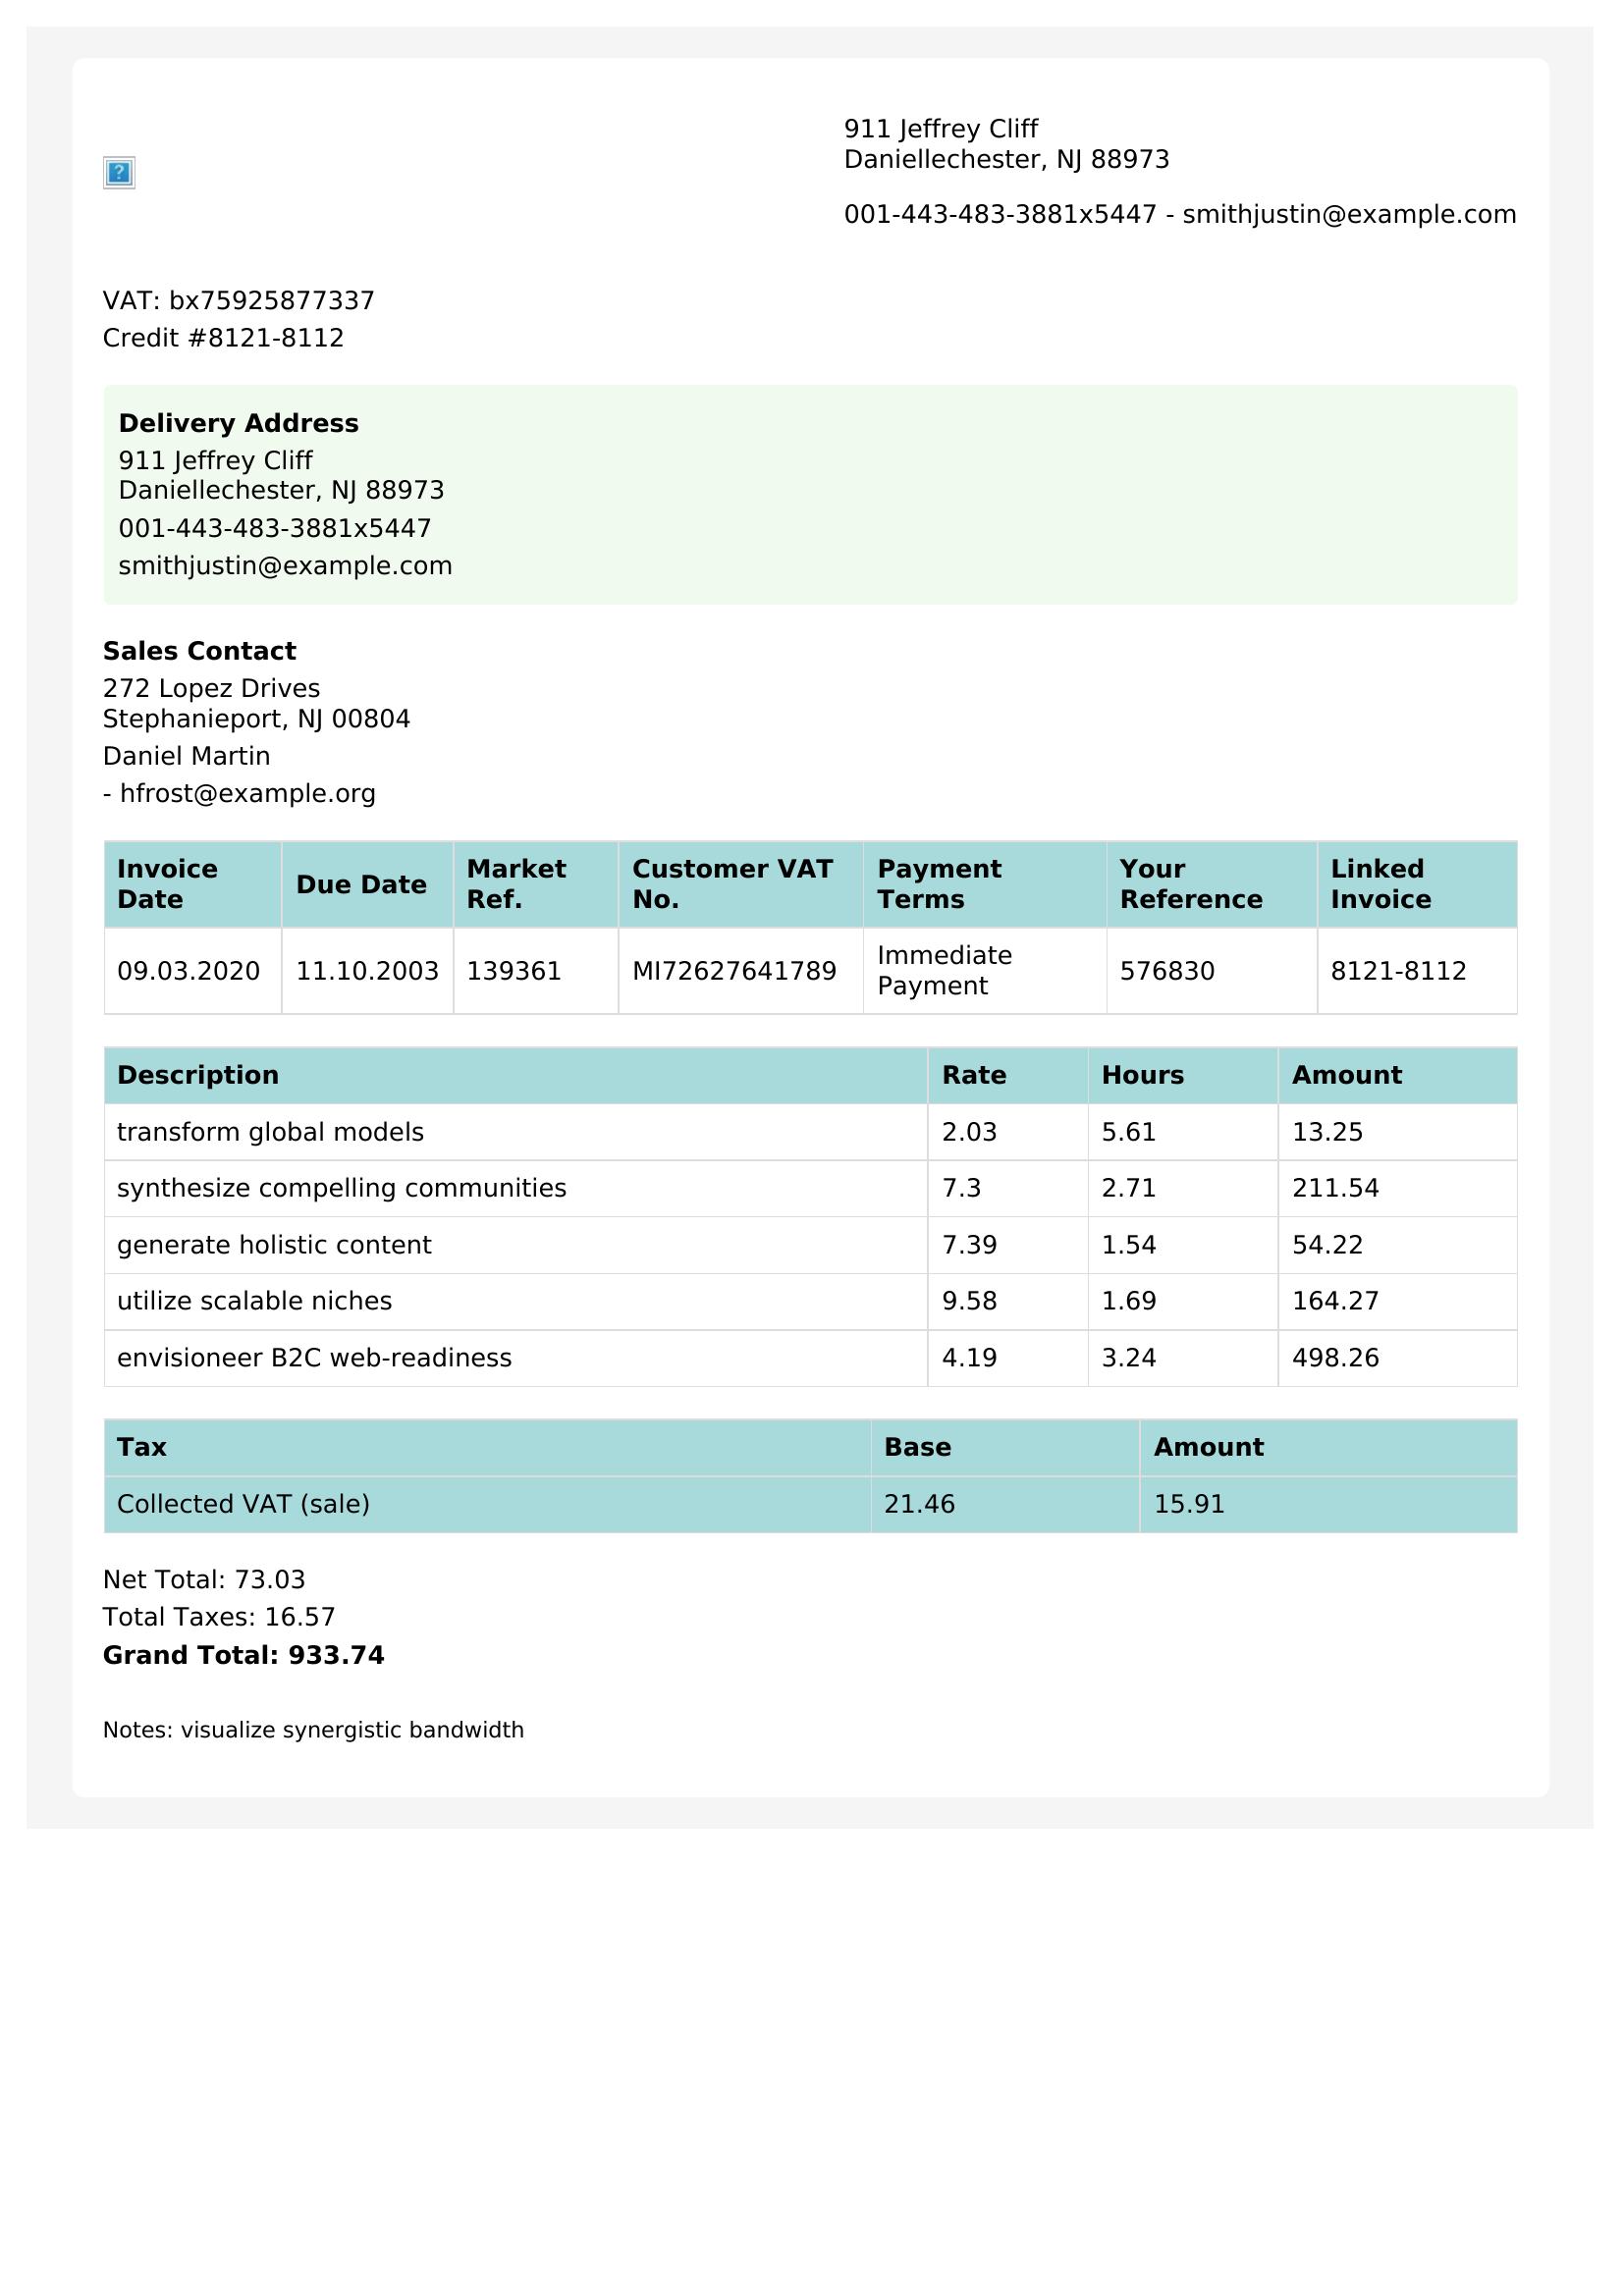 911 Jeffrey Cliff
Daniellechester, NJ 88973
001-443-483-3881x5447 - smithjustin@example.com
VAT: bx75925877337
Credit #8121-8112
Delivery Address
911 Jeffrey Cliff
Daniellechester, NJ 88973
001-443-483-3881x5447
smithjustin@example.com
Sales Contact
272 Lopez Drives
Stephanieport, NJ 00804
Daniel Martin
- hfrost@example.org
Invoice Date Due Date Market Ref. Customer VAT No. Payment Terms Your Reference Linked Invoice
09.03.2020 11.10.2003 139361 MI72627641789 Immediate Payment 576830 8121-8112
Description Rate Hours Amount
transform global models 2.03 5.61 13.25
synthesize compelling communities 7.3 2.71 211.54
generate holistic content 7.39 1.54 54.22
utilize scalable niches 9.58 1.69 164.27
envisioneer B2C web-readiness 4.19 3.24 498.26
Tax Base Amount
Collected VAT (sale) 21.46 15.91
Net Total: 73.03
Total Taxes: 16.57
Grand Total: 933.74
Notes: visualize synergistic bandwidth